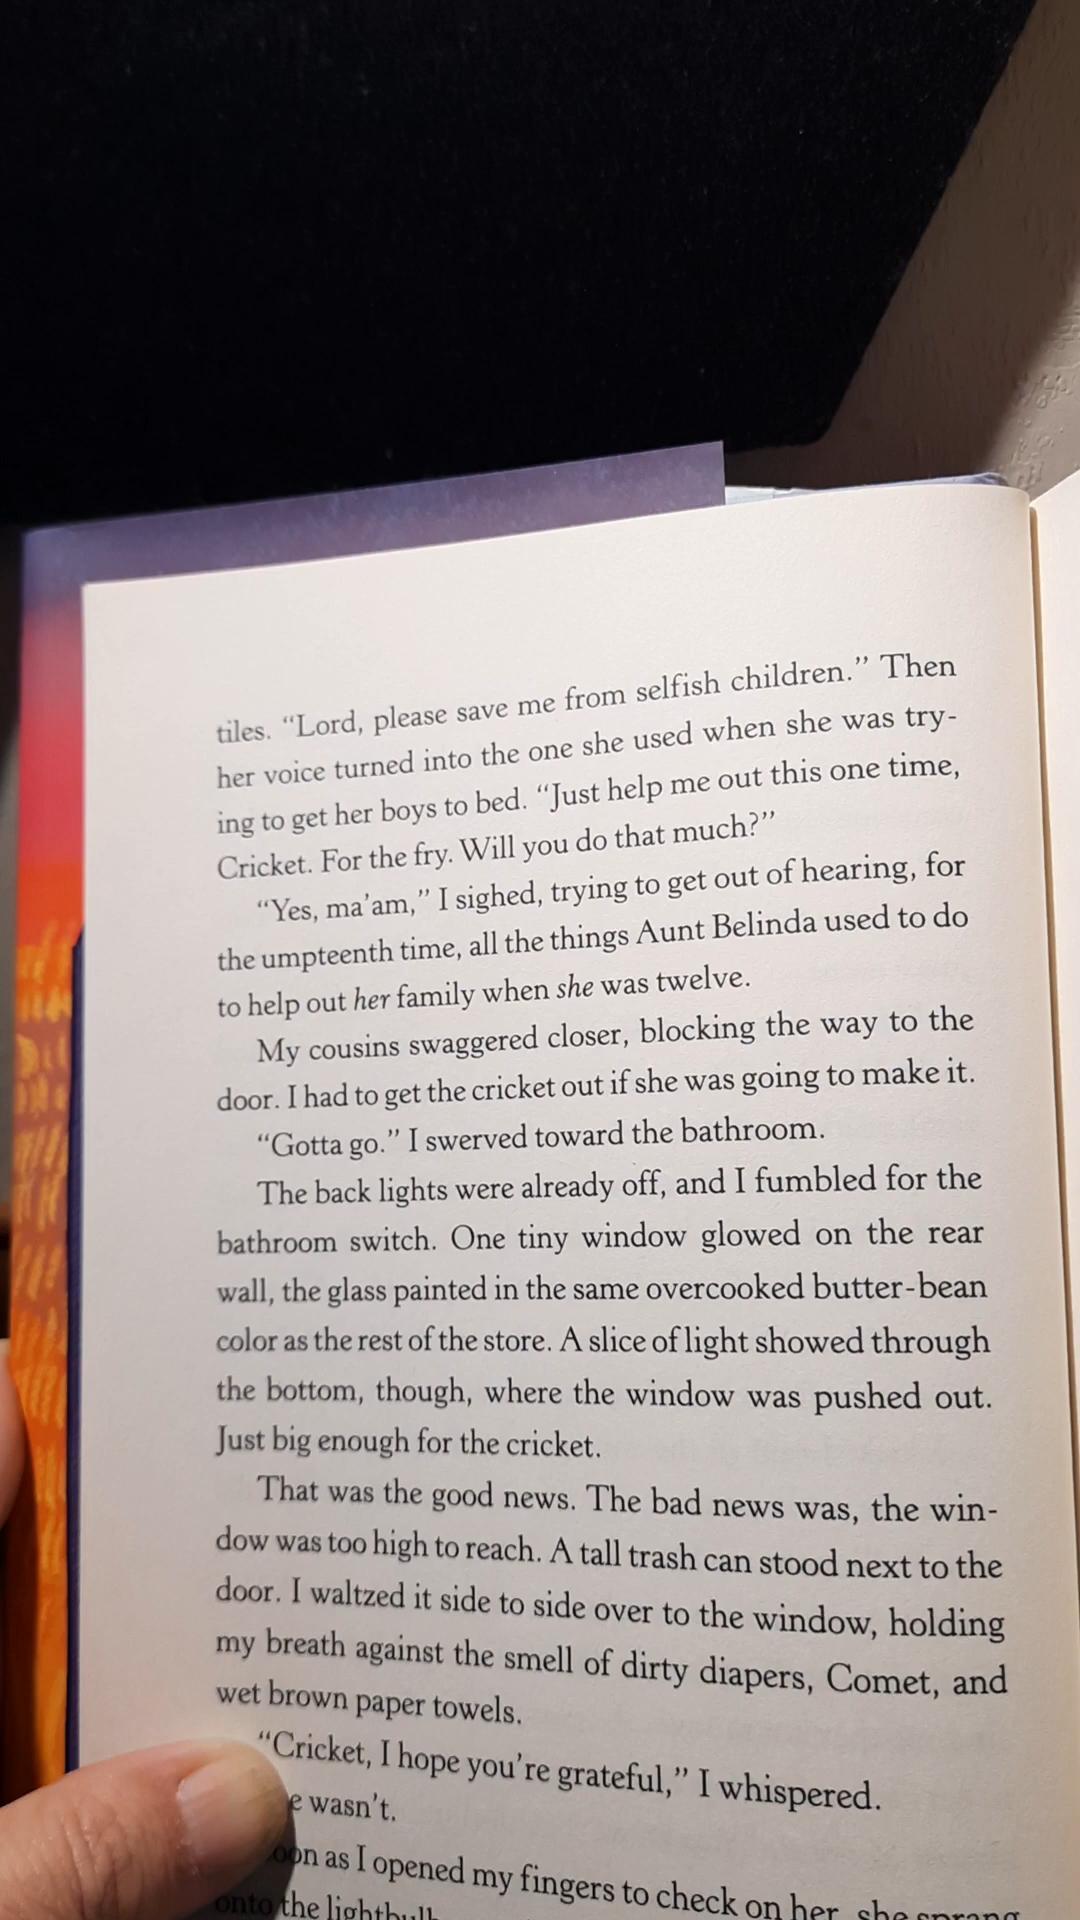 tiles. “Lord, please save me from selfish children.” Then
her voice turned into the one she used when she was try-
ing to get her boys to bed. “Just help me out this one time,
Cricket. For the fry. Will you do that much?”
“Yes, ma’am,” I sighed, trying to get out of hearing, for
the umpteenth time, all the things Aunt Belinda used to do
to help out her family when she was twelve.
My cousins swaggered closer, blocking the way to the
door. I had to get the cricket out if she was going to make it.
“Gotta go.” I swerved toward the bathroom.
The back lights were already off, and I fumbled for the
bathroom switch. One tiny window glowed on the rear
wall, the glass painted in the same overcooked butter-bean
color as the rest of the store. A slice of light showed through
the bottom, though, where the window was pushed out.
Just big enough for the cricket.
That was the good news. The bad news was, the win-
dow was too high to reach. A tall trash can stood next to the
door. I waltzed it side to side over to the window, holding
my breath against the smell of dirty diapers, Comet, and
wet brown paper towels.
“Cricket, I hope you’re grateful,” I whispered.
wasn’t.
as I opened my fingers to check on her, she sprang
onto the lightbulb